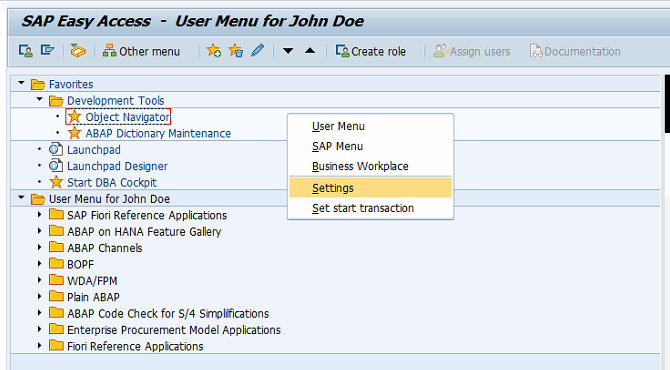 SAP Easy Access - User Menu for John Doe
Other menu Create role Assign users Documentation
Favorites
Development Tools
Object Navigator
ABAP Dictionary Maintenance
Launchpad
Launchpad Designer
Start DBA Cockpit
User Menu for John Doe
SAP Fiori Reference Applications
ABAP on HANA Feature Gallery
ABAP Channels
BOPF
WDA/FPM
Plain ABAP
ABAP Code Check for S/4 Simplifications
Enterprise Procurement Model Applications
Fiori Reference Applications
User Menu
SAP Menu
Business Workplace
Settings
Set start transaction